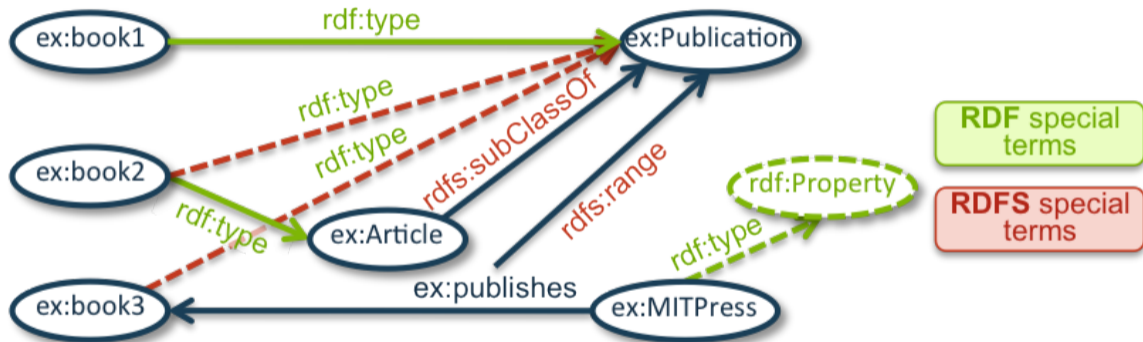 rdf:type
ex:book1
ex:Publication
rdf:type
rdf:type
rdfs:subClassOf
rdfs:range
RDF special
terms
ex:book2
rdf:Property
rdf:type
RDFS special
terms
ex:Article
rdf:type
ex:publishes
ex:book3
ex:MITPress